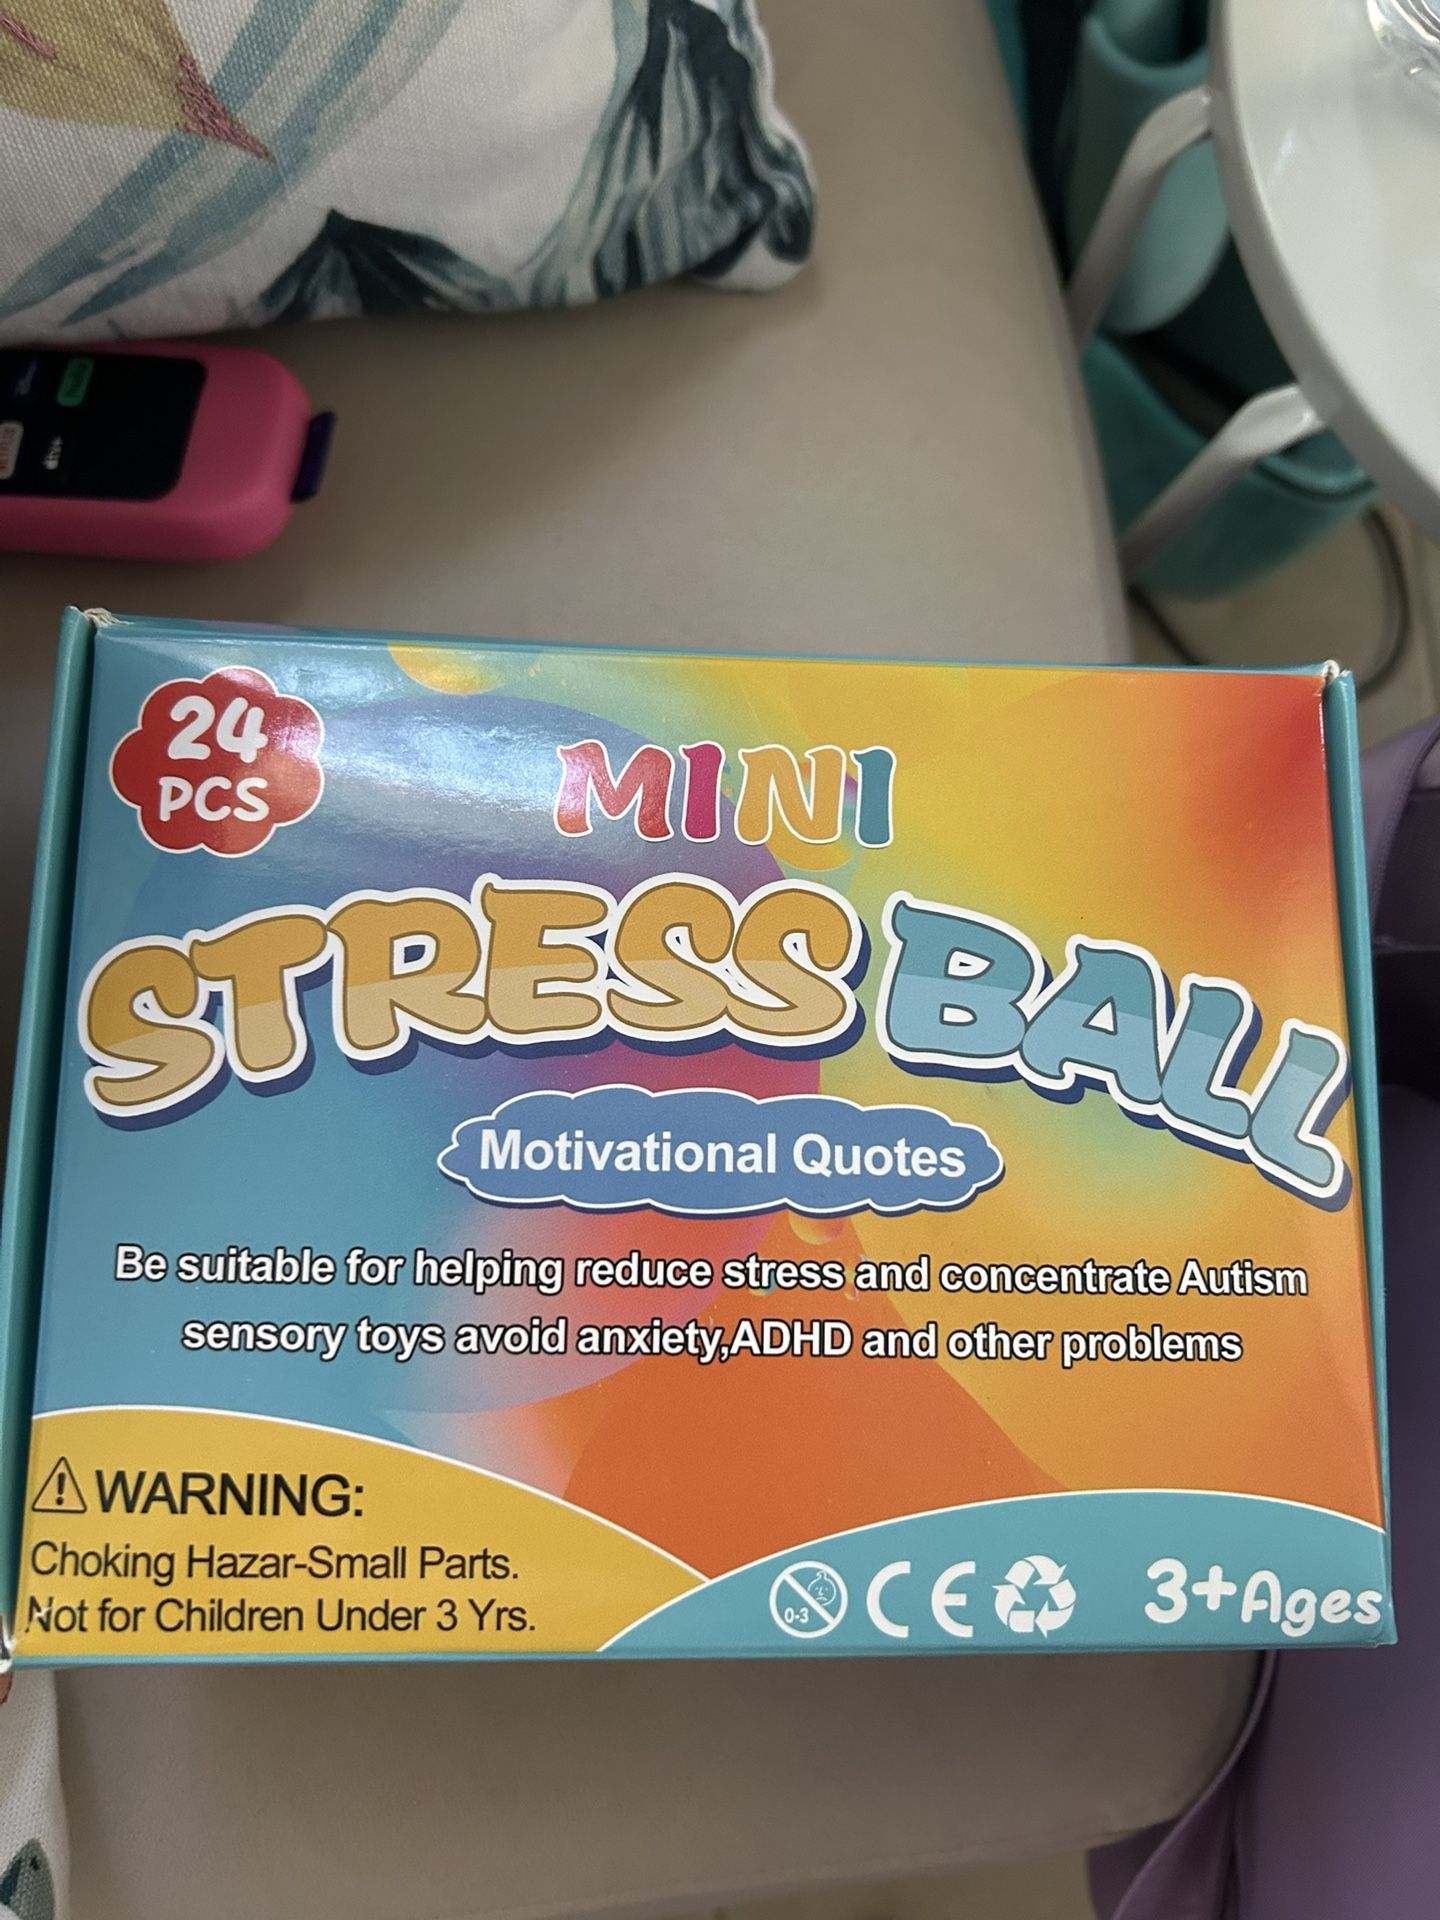 24
PCS
MINI
STRESS BALL
Motivational Quotes
Be suitable for helping reduce stress and concentrate Autism
sensory toys avoid anxiety,ADHD and other problems
WARNING:
Choking Hazar-Small Parts.
Not for Children Under 3 Yrs.
0-3
CE
3+Ages